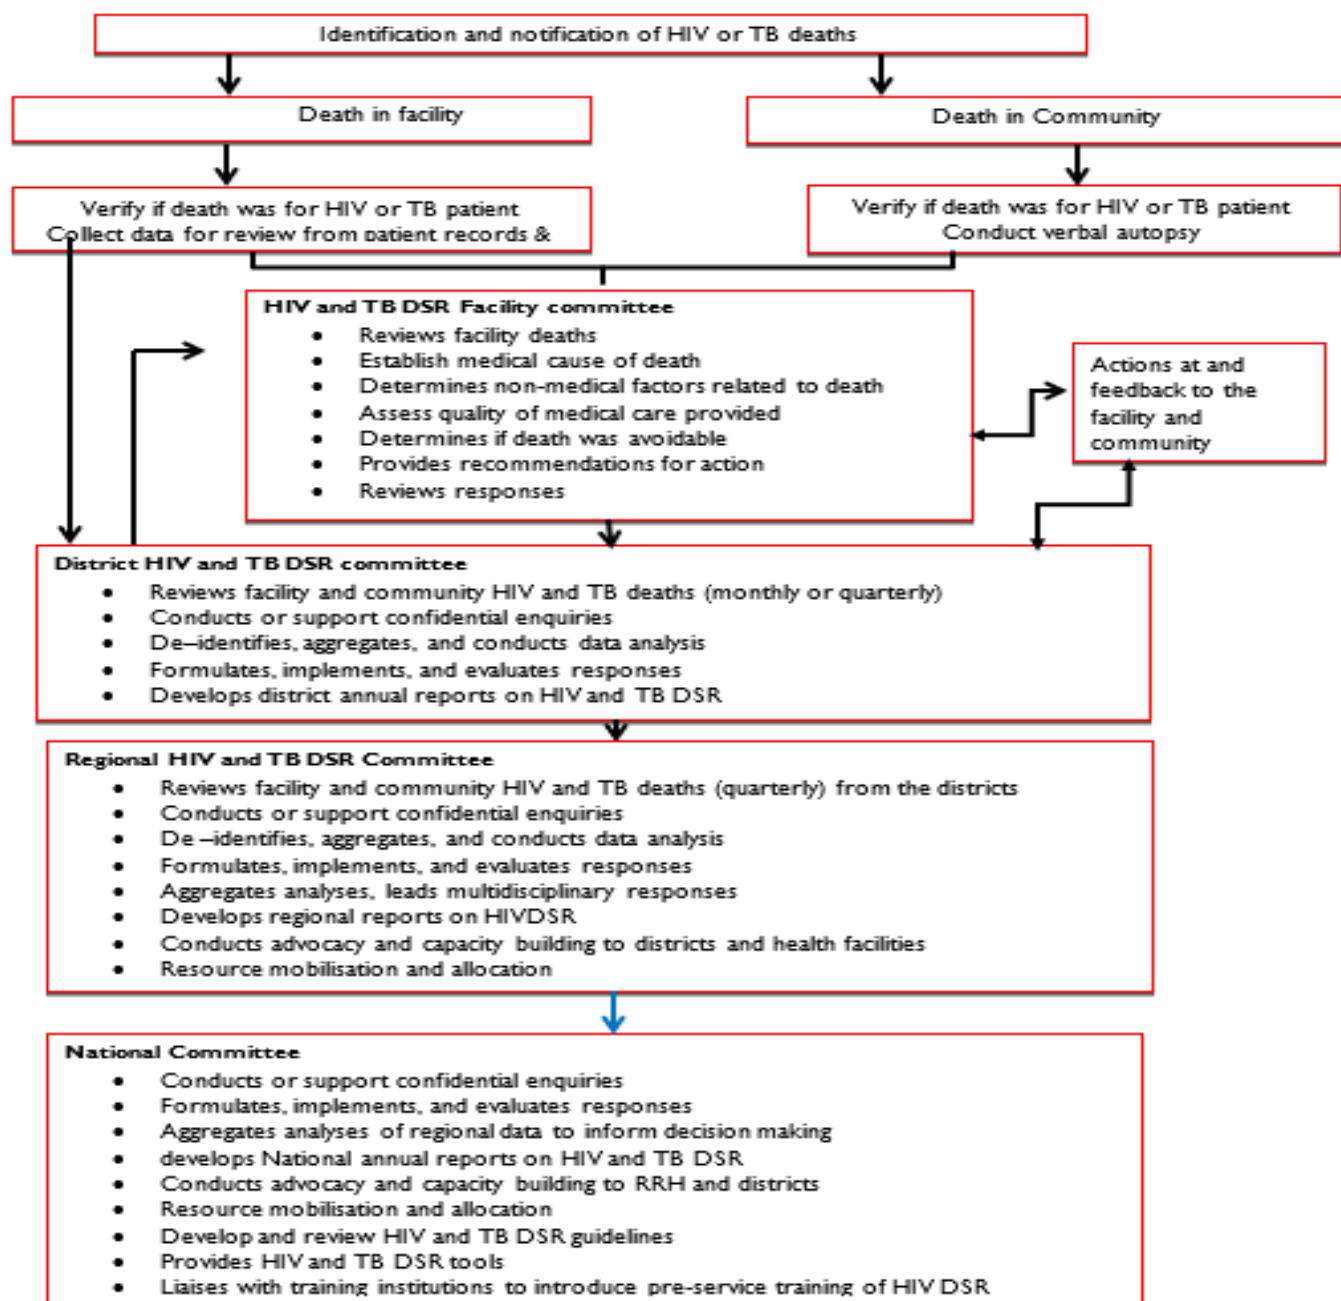 Identification and notification of HIV or TB deaths
Death in facility
Death in Community
Verify if death was for HIV or TB patient
Collect data for review from patient records &
Verify if death was for HIV or TB patient
Conduct verbal autopsy
HIV and TB DSR Facility committee
• Reviews facility deaths
• Establish medical cause of death
• Determines non-medical factors related to death
• Assess quality of medical care provided
• Determines if death was avoidable
• Provides recommendations for action
• Reviews responses
Actions at and
feedback to the
facility and
community
District HIV and TB DSR committee
• Reviews facility and community HIV and TB deaths (monthly or quarterly)
• Conducts or support confidential enquiries
• De–identifies, aggregates, and conducts data analysis
• Formulates, implements, and evaluates responses
• Develops district annual reports on HIV and TB DSR
Regional HIV and TB DSR Committee
• Reviews facility and community HIV and TB deaths (quarterly) from the districts
• Conducts or support confidential enquiries
• De –identifies, aggregates, and conducts data analysis
• Formulates, implements, and evaluates responses
• Aggregates analyses, leads multidisciplinary responses
• Develops regional reports on HIVDSR
• Conducts advocacy and capacity building to districts and health facilities
• Resource mobilisation and allocation
National Committee
• Conducts or support confidential enquiries
• Formulates, implements, and evaluates responses
• Aggregates analyses of regional data to inform decision making
• develops National annual reports on HIV and TB DSR
• Conducts advocacy and capacity building to RRH and districts
• Resource mobilisation and allocation
• Develop and review HIV and TB DSR guidelines
• Provides HIV and TB DSR tools
• Liaises with training institutions to introduce pre-service training of HIV DSR